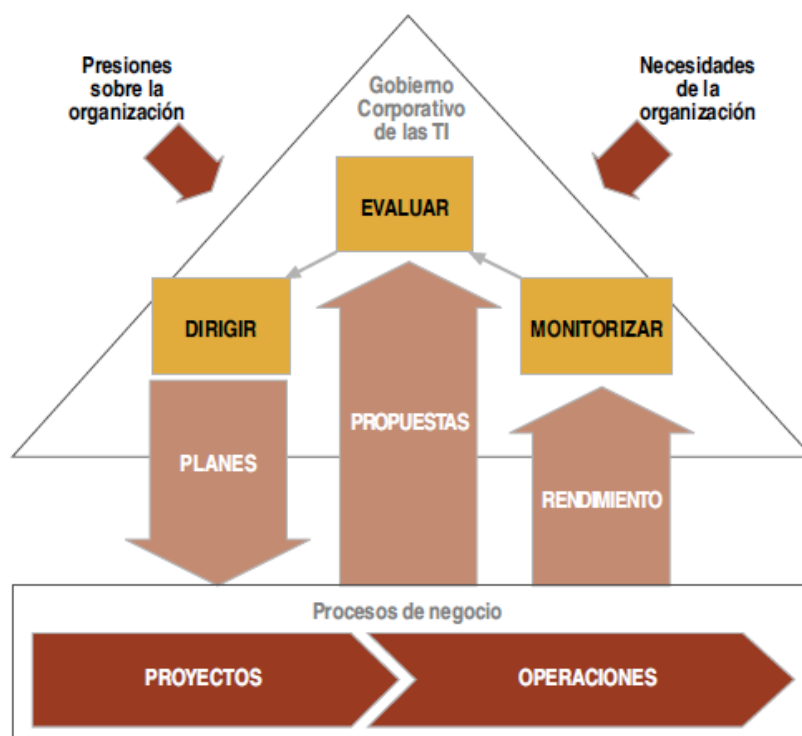 Presiones
sobre la
organización
Necesidades
de la
organización
Gobierno
Corporativo
de las TI
EVALUAR
DIRIGIR
MONITORIZAR
PROPUESTAS
PLANES
RENDIMIENTO
Procesos de negocio
PROYECTOS
OPERACIONES